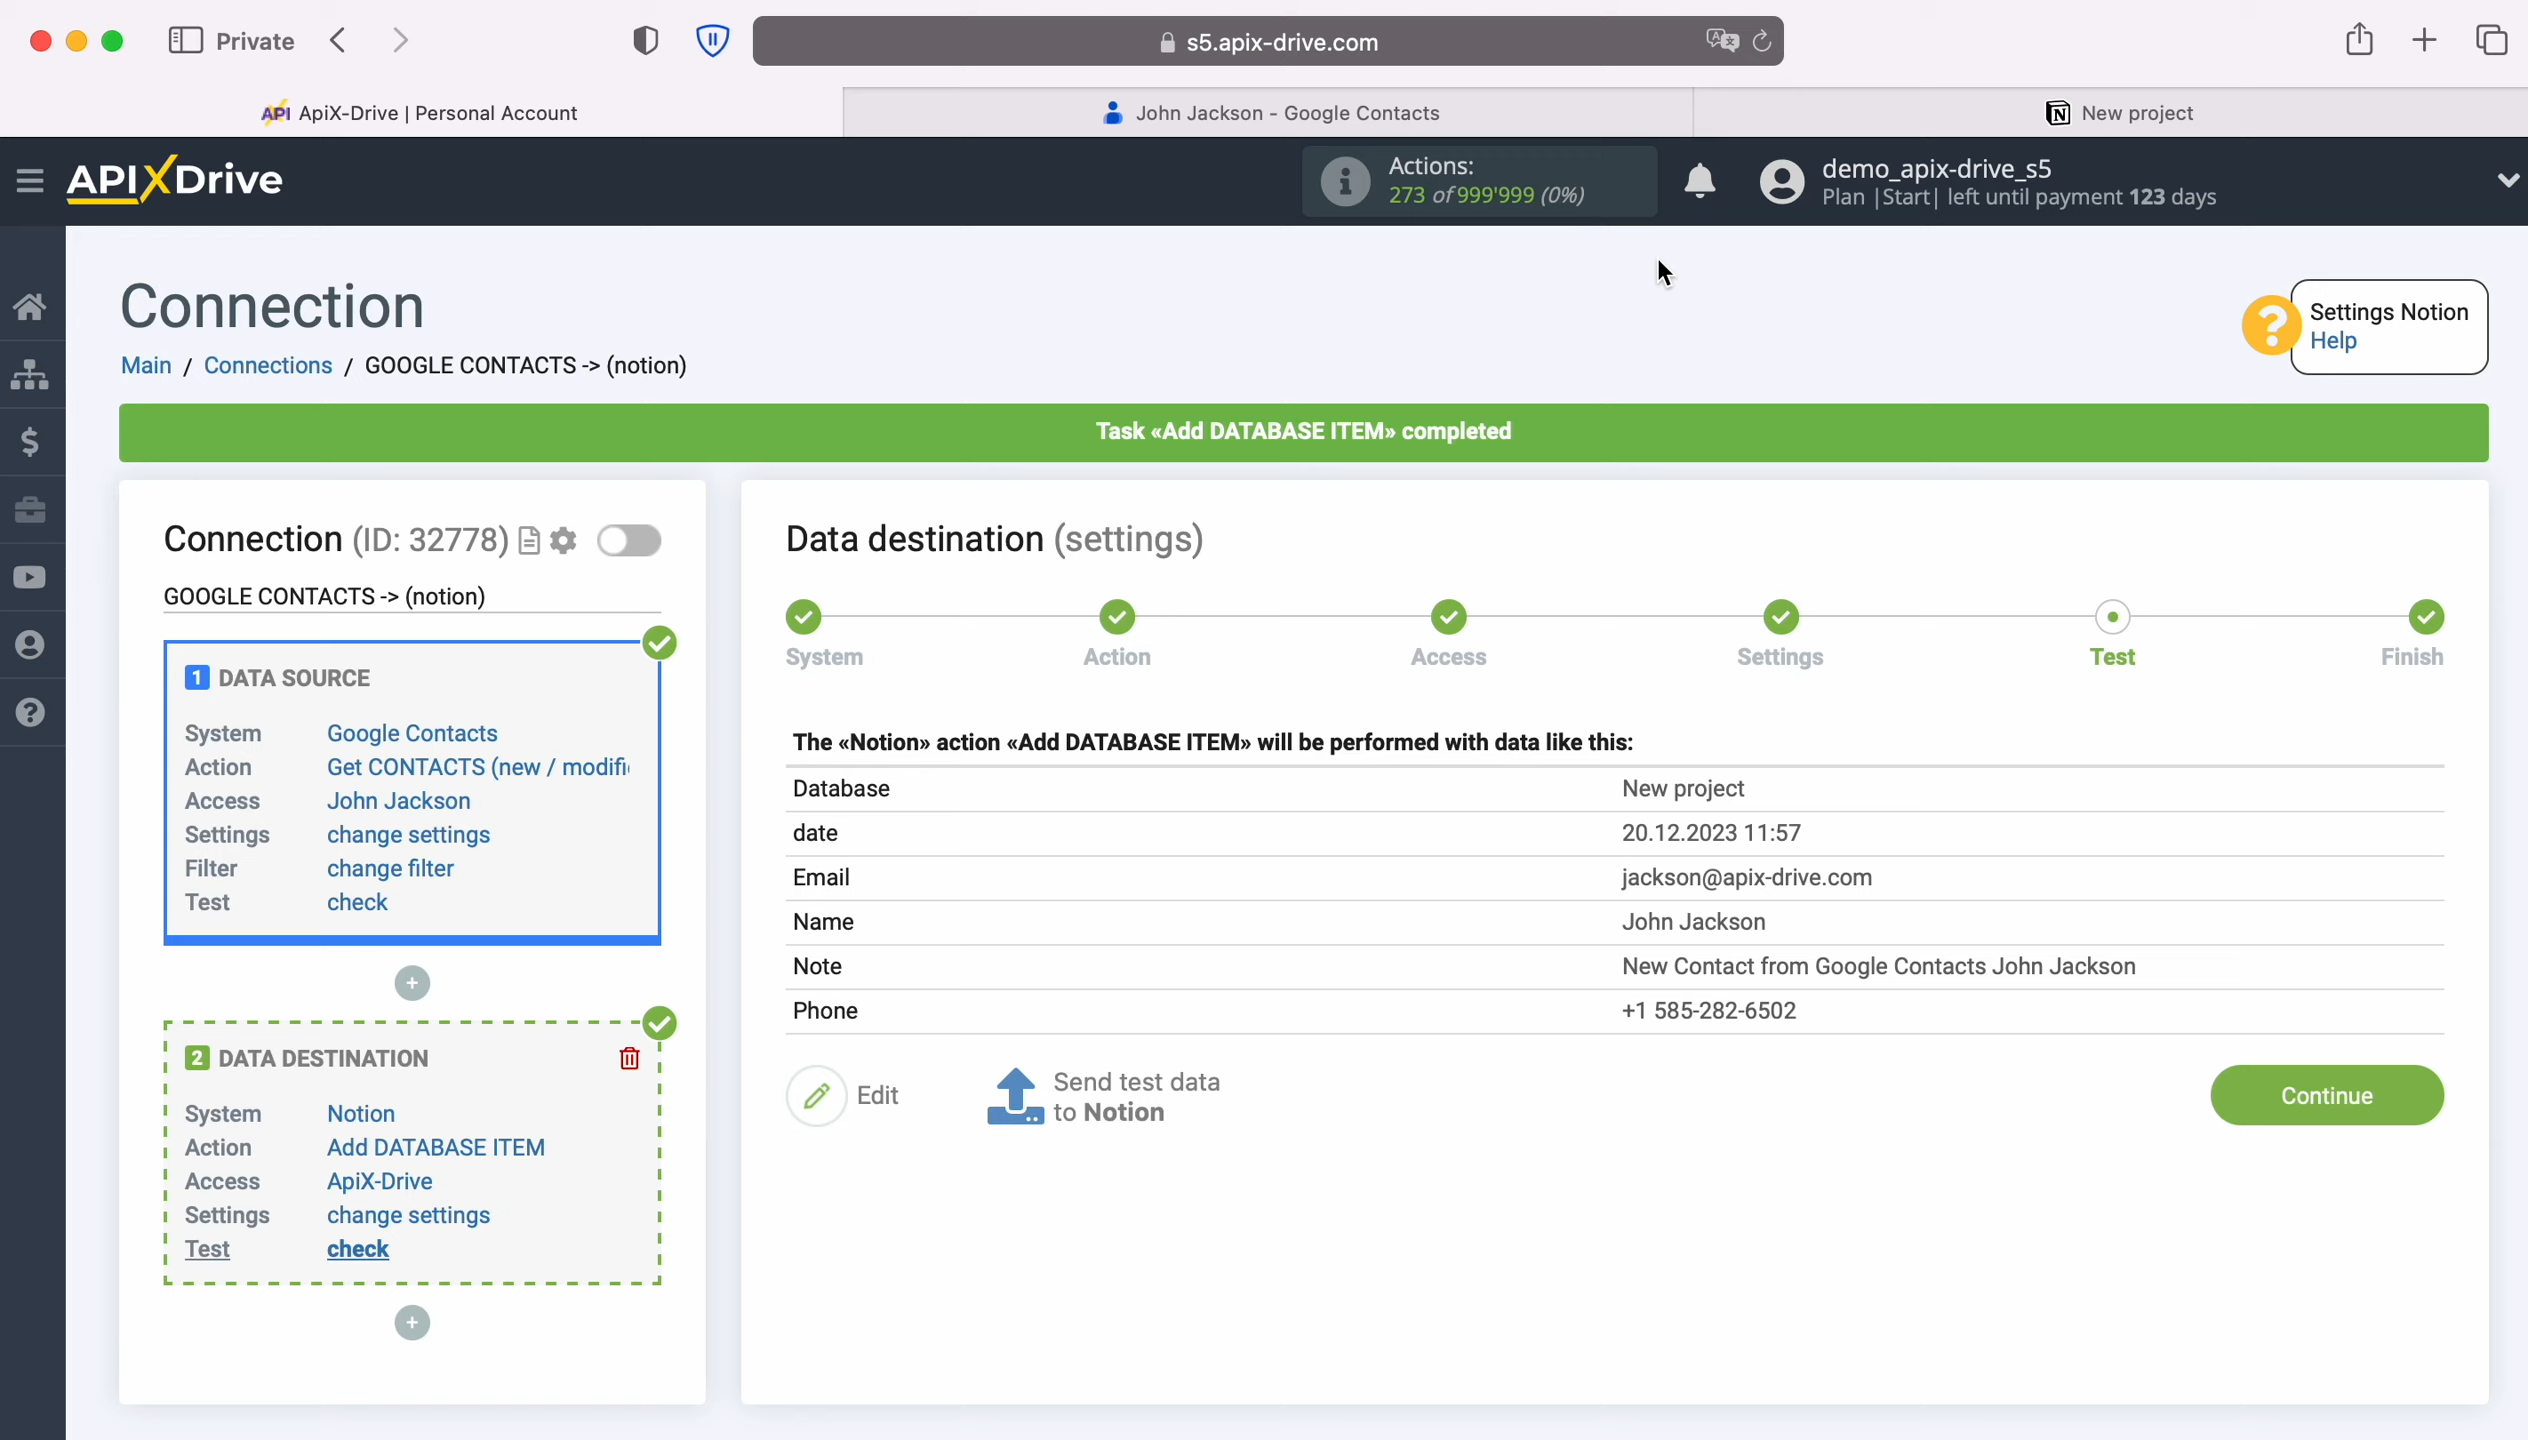 Private
s5.apix-drive.com
API ApiX-Drive | Personal Account
John Jackson - Google Contacts
New project
APIXDrive
Actions:
273 of 999'999 (0%)
demo_apix-drive_s5
Plan |Start| left until payment 123 days
Connection
Settings Notion
Help
Main / Connections / GOOGLE CONTACTS -> (notion)
Task «Add DATABASE ITEM» completed
Connection (ID: 32778)
GOOGLE CONTACTS -> (notion)
1 DATA SOURCE
System Google Contacts
Action Get CONTACTS (new / modifi
Access John Jackson
Settings change settings
Filter change filter
Test check
2 DATA DESTINATION
System Notion
Action Add DATABASE ITEM
Access ApiX-Drive
Settings change settings
Test check
Data destination (settings)
System Action Access Settings Test Finish
The «Notion» action «Add DATABASE ITEM» will be performed with data like this:
Database New project
date 20.12.2023 11:57
Email jackson@apix-drive.com
Name John Jackson
Note New Contact from Google Contacts John Jackson
Phone +1 585-282-6502
Edit
Send test data
to Notion
Continue